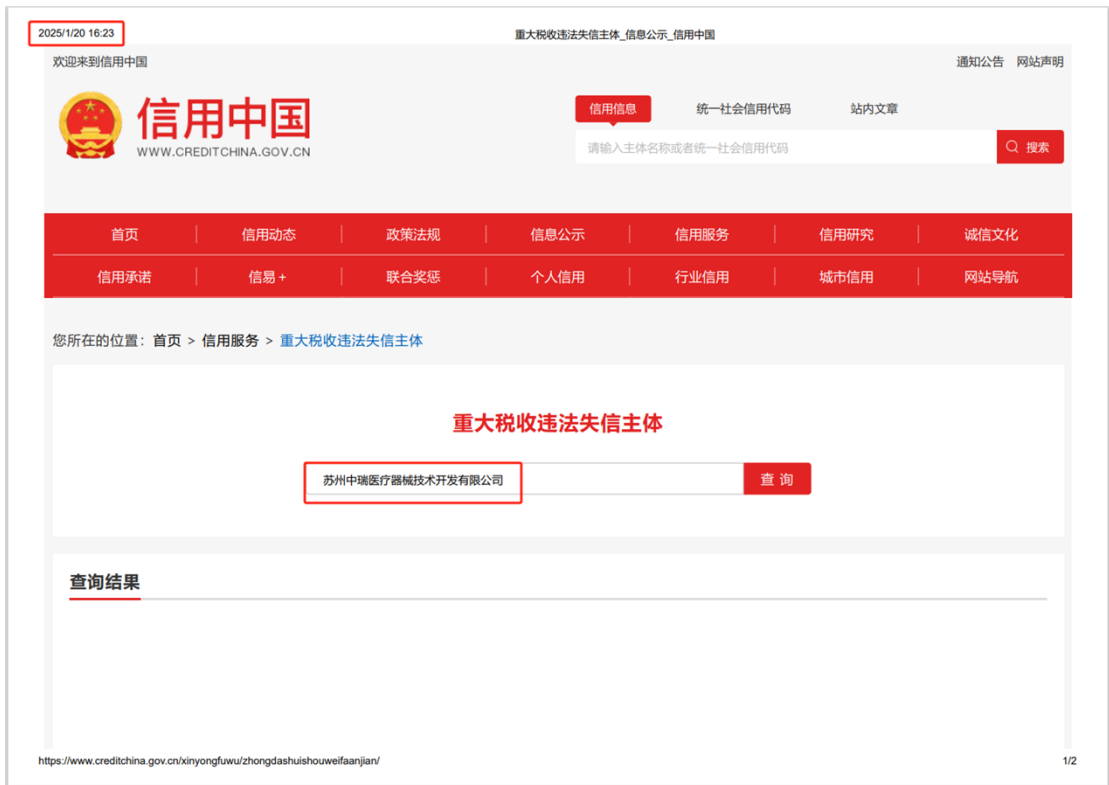 2025/1/20 16:23 重大税收违法失信主体_信息公示_信用中国
欢迎来到信用中国 通知公告 网站声明
信用中国
WWW.CREDITCHINA.GOV.CN
信用信息 统一社会信用代码 站内文章
请输入主体名称或者统一社会信用代码 搜索
首页 信用动态 政策法规 信息公示 信用服务 信用研究 诚信文化
信用承诺 信易+ 联合奖惩 个人信用 行业信用 城市信用 网站导航
您所在的位置：首页 > 信用服务 > 重大税收违法失信主体
重大税收违法失信主体
苏州中瑞医疗器械技术开发有限公司 查询
查询结果
https://www.creditchina.gov.cn/xinyongfuwu/zhongdashuishouweifaanjian/ 1/2